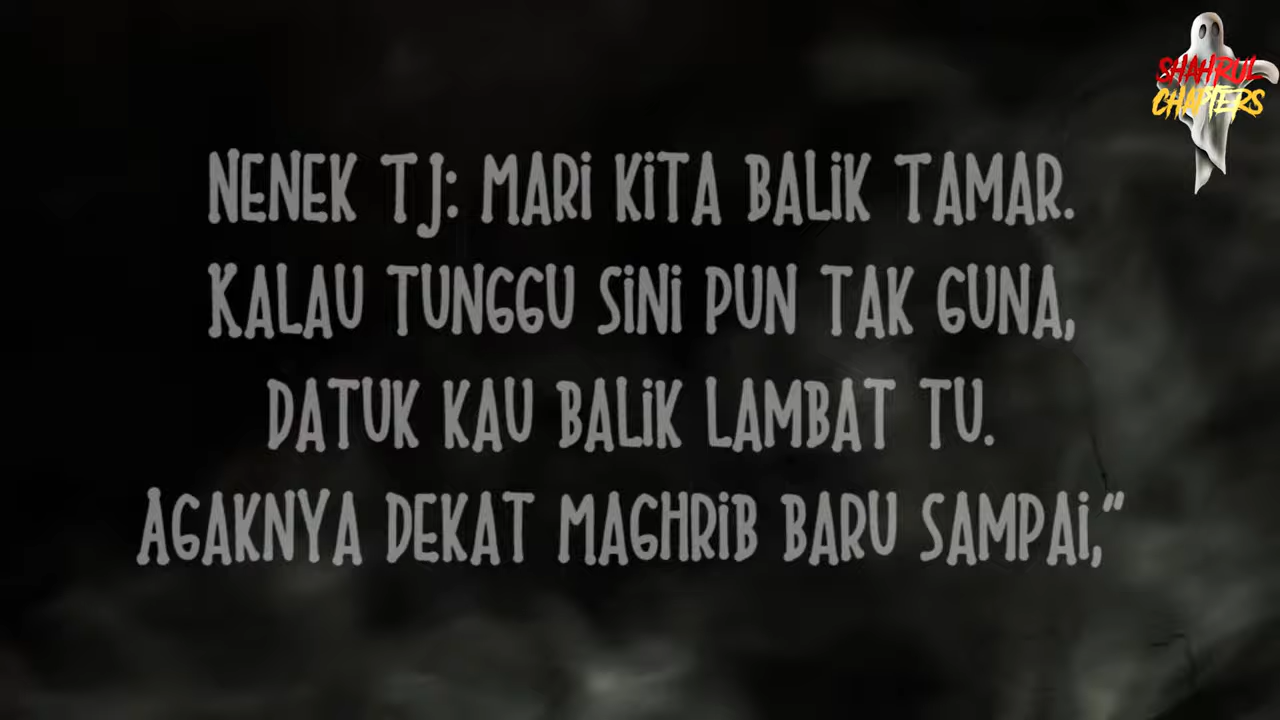 NENEK TJ: MARI KITA BALIK TAMAR.
KALAU TUNGGU SINI PUN TAK GUNA,
DATUK KAU BALIK LAMBAT TU.
AGAKNYA DEKAT MAGHRIB BARU SAMPAI,“
SHAHRUL
CHAPTERS